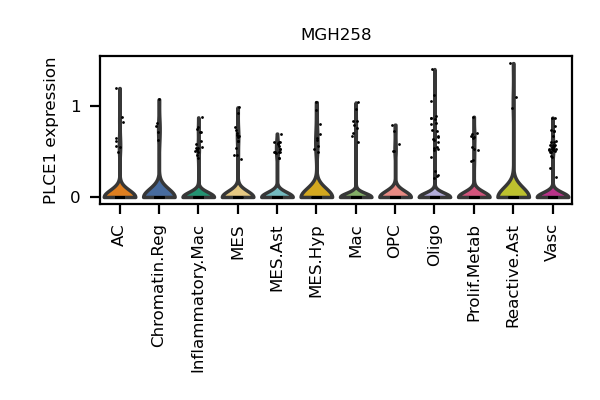 MGH258
PLCE1 expression
1
0
AC
Chromatin.Reg
Inflammatory.Mac
MES
MES.Ast
MES.Hyp
Mac
OPC
Oligo
Prolif.Metab
Reactive.Ast
Vasc